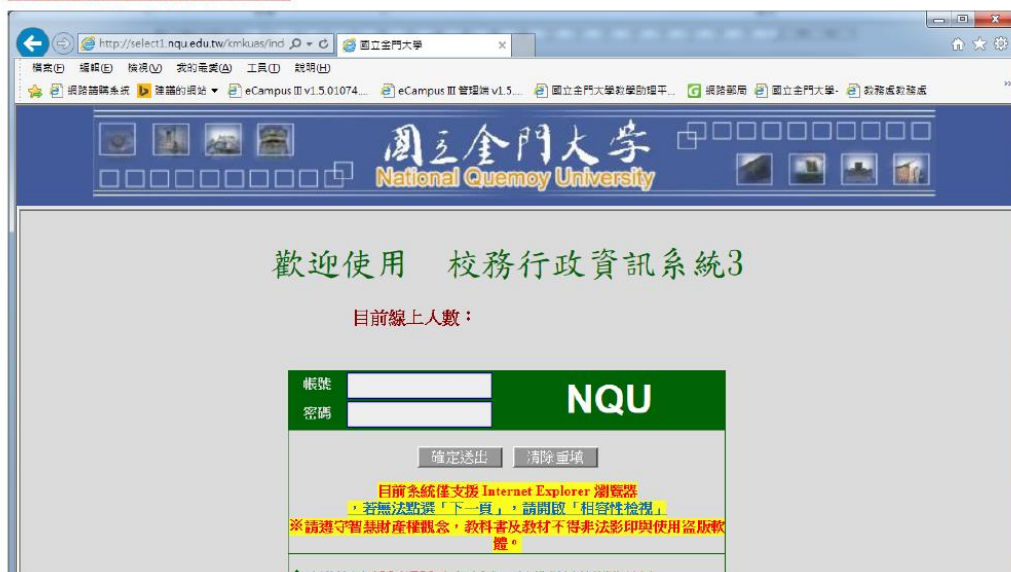 http://select1.nqu.edu.tw/kmkuas/ind
國立金門大學
檔案(F) 編輯(E) 檢視(V) 我的最愛(A) 工具(T) 說明(H)
網路請購系統 建議的網站 eCampus III v1.5.01074.... eCampus III 管理端 v1.5.... 國立金門大學教學助理平... 網路郵局 國立金門大學- 教務處教務處
國立金門大学
National Quemoy University
歡迎使用 校務行政資訊系統3
目前線上人數：
帳號
密碼
NQU
確定送出 清除重填
目前系統僅支援 Internet Explorer 瀏覽器
，若無法點選「下一頁」，請開啟「相容性檢視」
※請遵守智慧財產權觀念，教科書及教材不得非法影印與使用盜版軟
體。